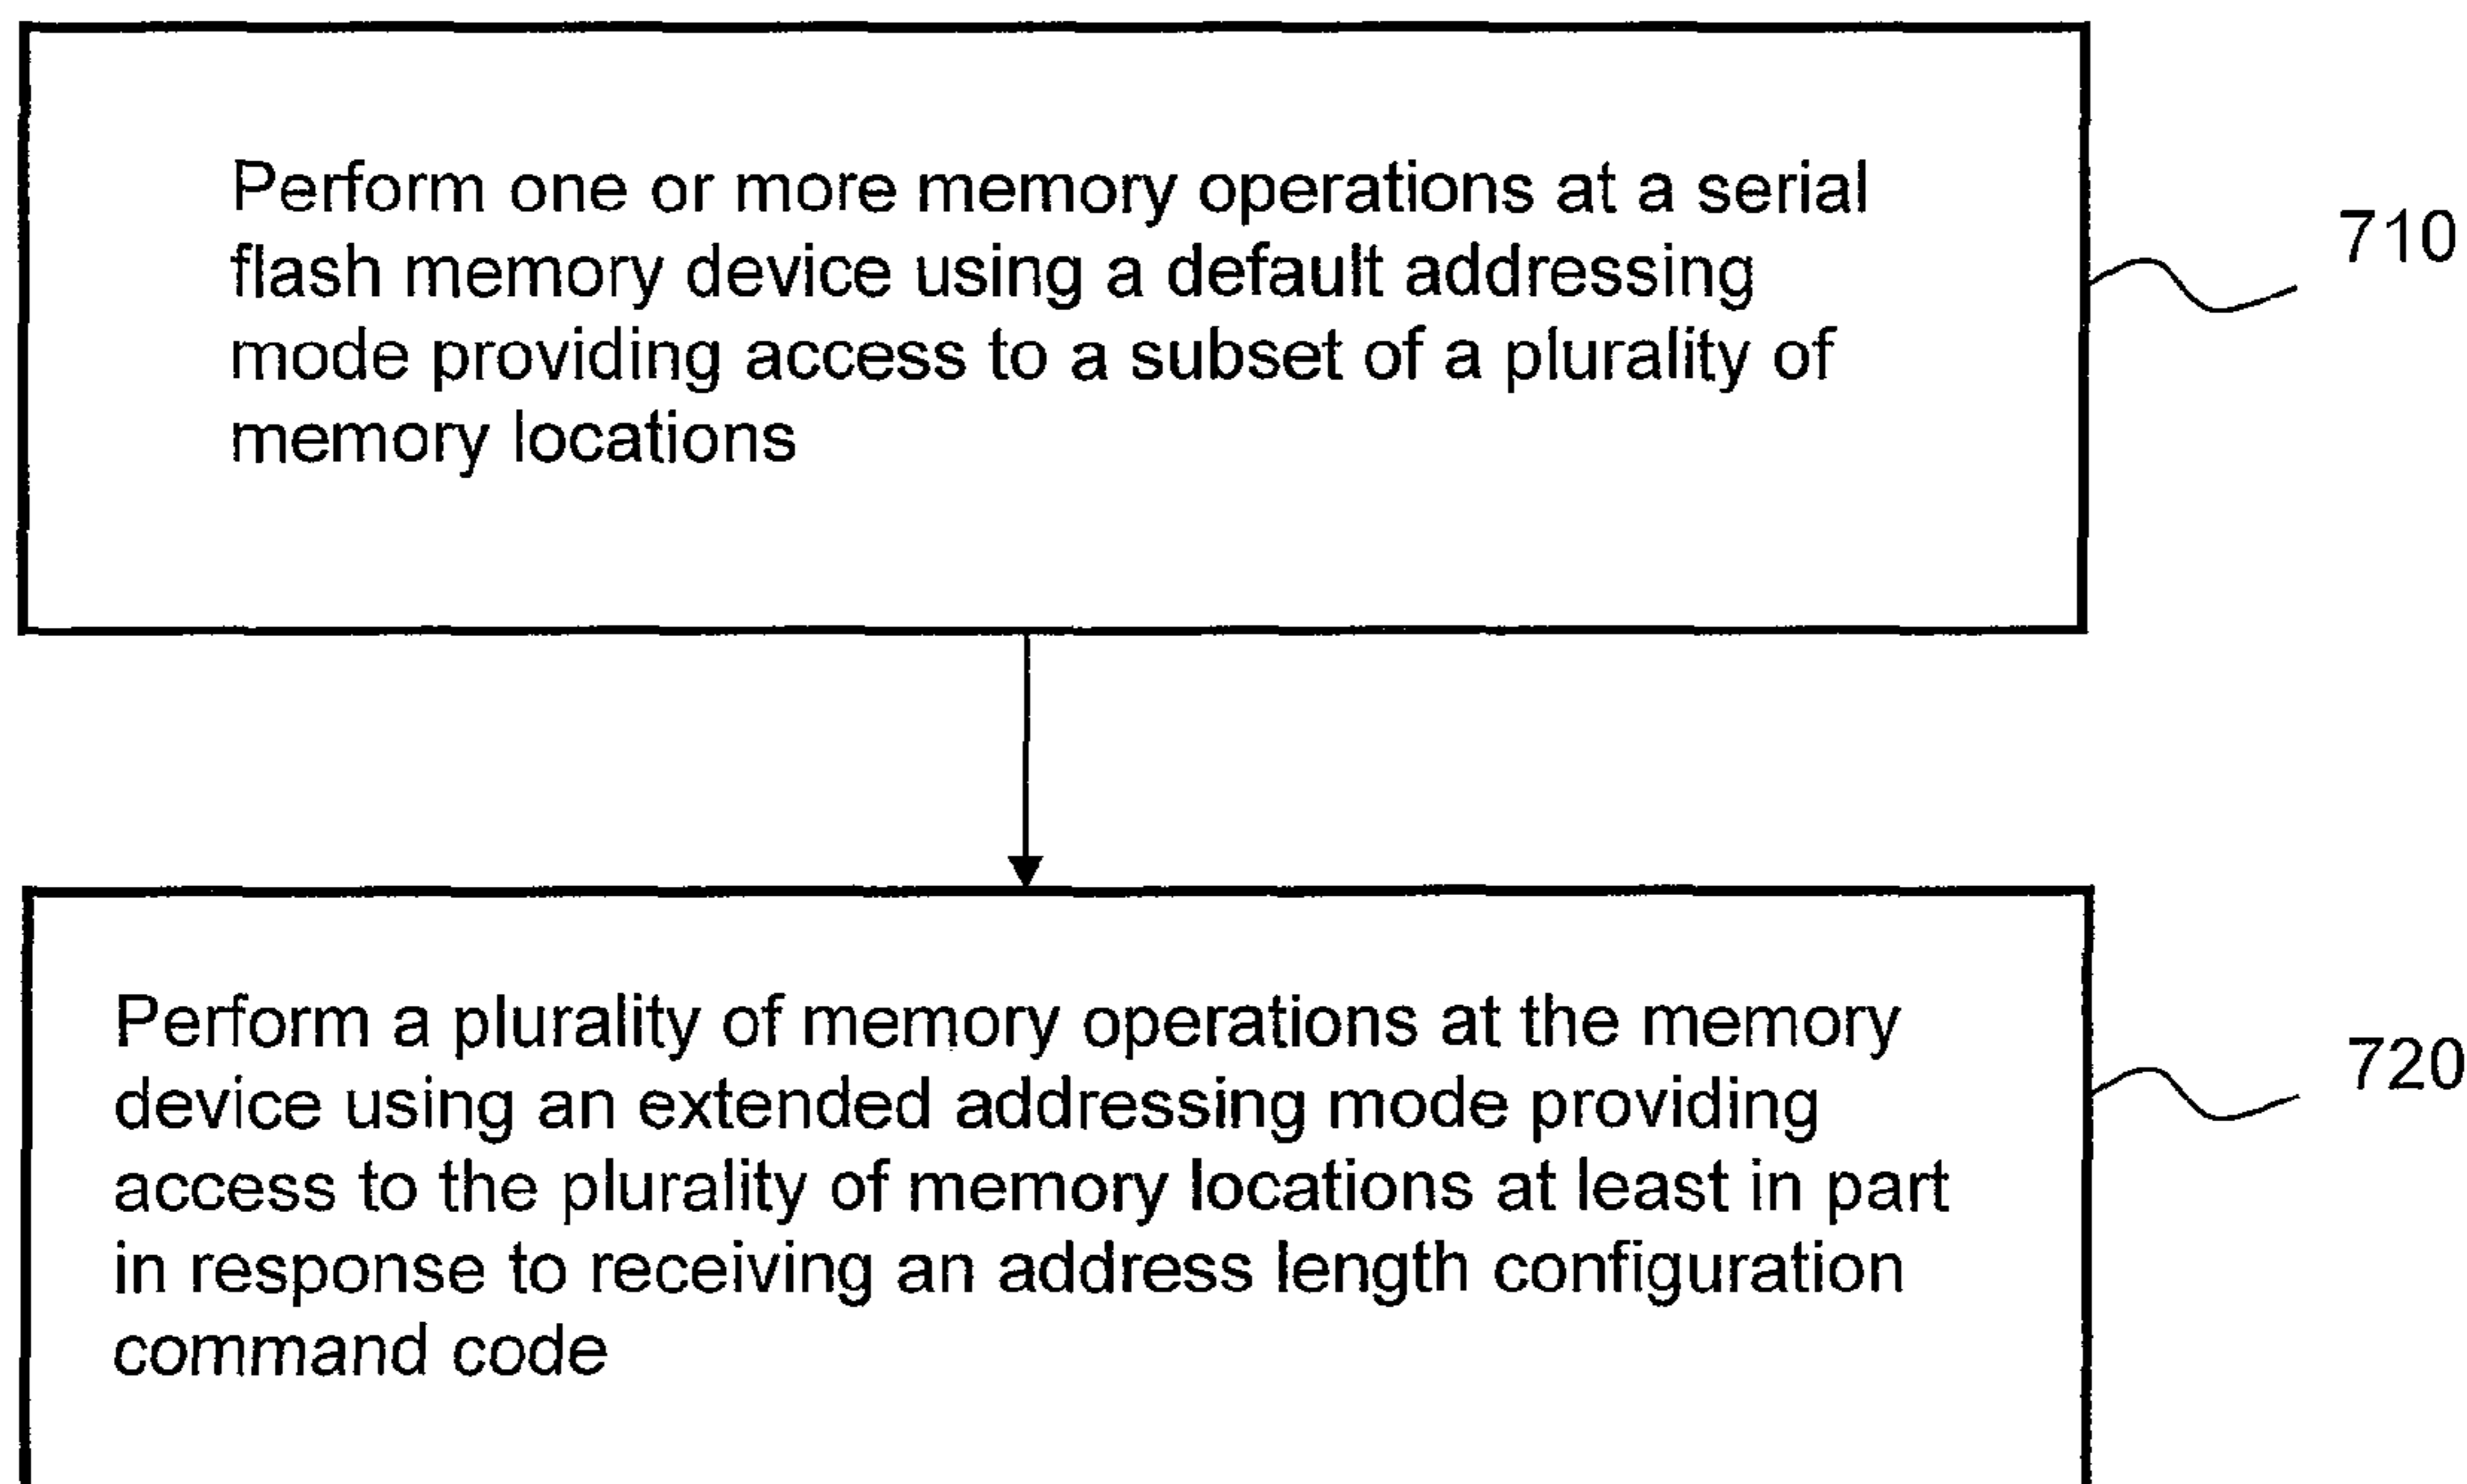 Perform one or more memory operations at a serial
flash memory device using a default addressing
mode providing access to a subset of a plurality of
memory locations
710
Perform a plurality of memory operations at the memory
device using an extended addressing mode providing
access to the plurality of memory locations at least in part
in response to receiving an address length configuration
command code
720